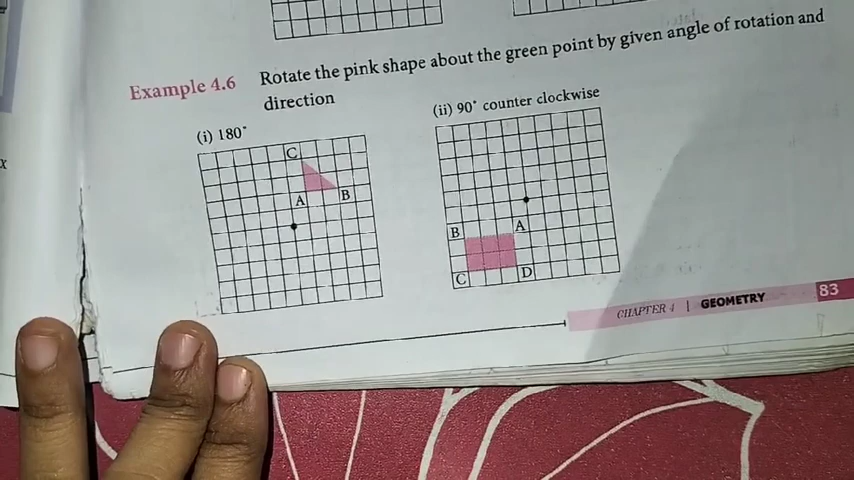 Example 4.6 Rotate the pink shape about the green point by given angle of rotation and
direction
(i) 180°
(ii) 90° counter clockwise
C
A B
B A
C D
CHAPTER 4 | GEOMETRY 83
x